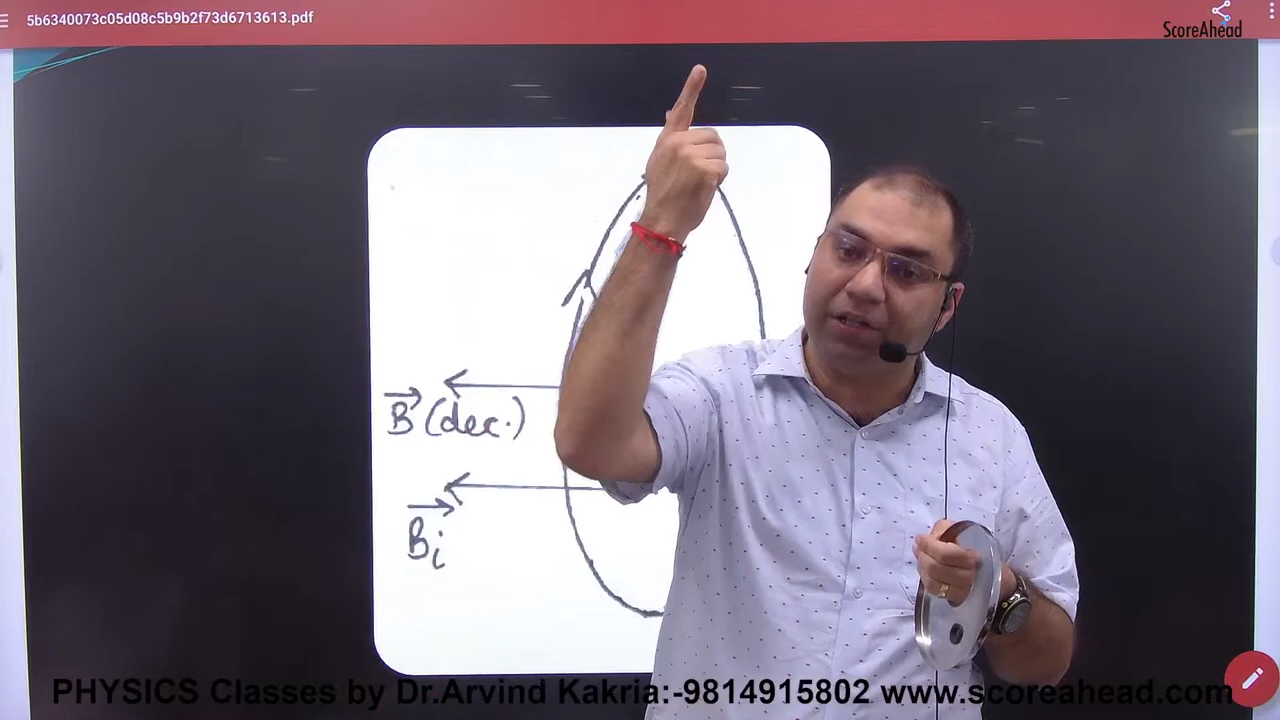 5b6340073c05d08c5b9b2f73d6713613.pdf
ScoreAhead
B (dec.)
Bi
PHYSICS Classes by Dr.Arvind Kakria:-9814915802 www.scoreahead.com